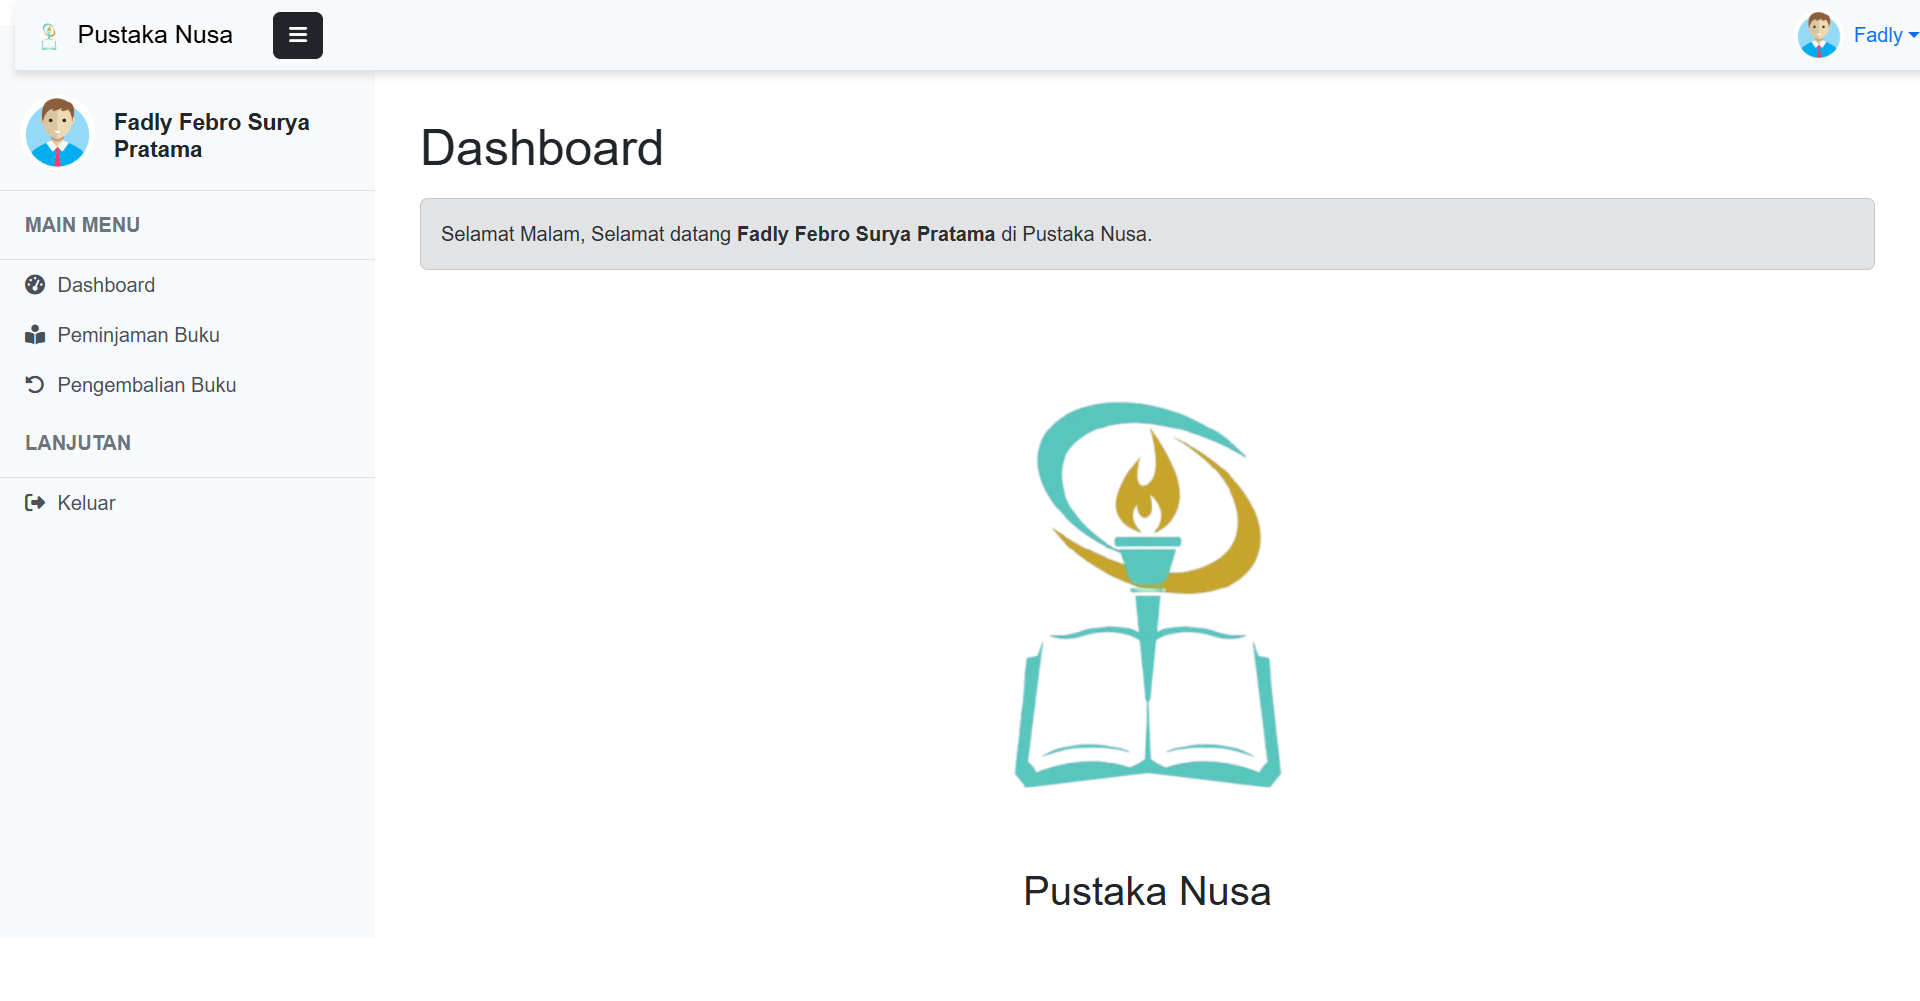 Pustaka Nusa
Fadly
Fadly Febro Surya
Pratama
MAIN MENU
Dashboard
Peminjaman Buku
Pengembalian Buku
LANJUTAN
Keluar
Dashboard
Selamat Malam, Selamat datang Fadly Febro Surya Pratama di Pustaka Nusa.
Pustaka Nusa